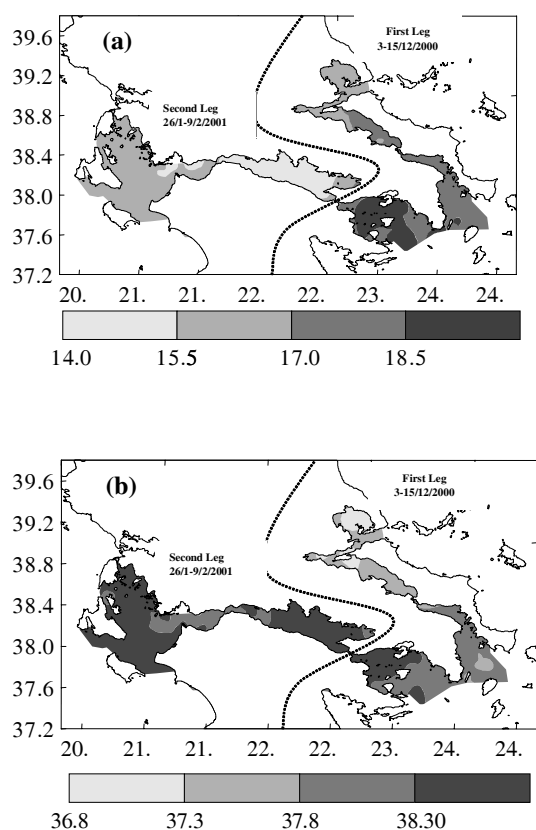 39.6
(a)
First Leg
3-15/12/2000
39.2
38.8
Second Leg
26/1-9/2/2001
38.4
38.0
37.6
37.2
20. 21. 21. 22. 22. 23. 24. 24.
14.0 15.5 17.0 18.5
39.6
(b)
First Leg
3-15/12/2000
39.2
38.8
Second Leg
26/1-9/2/2001
38.4
38.0
37.6
37.2
20. 21. 21. 22. 22. 23. 24. 24.
36.8 37.3 37.8 38.30